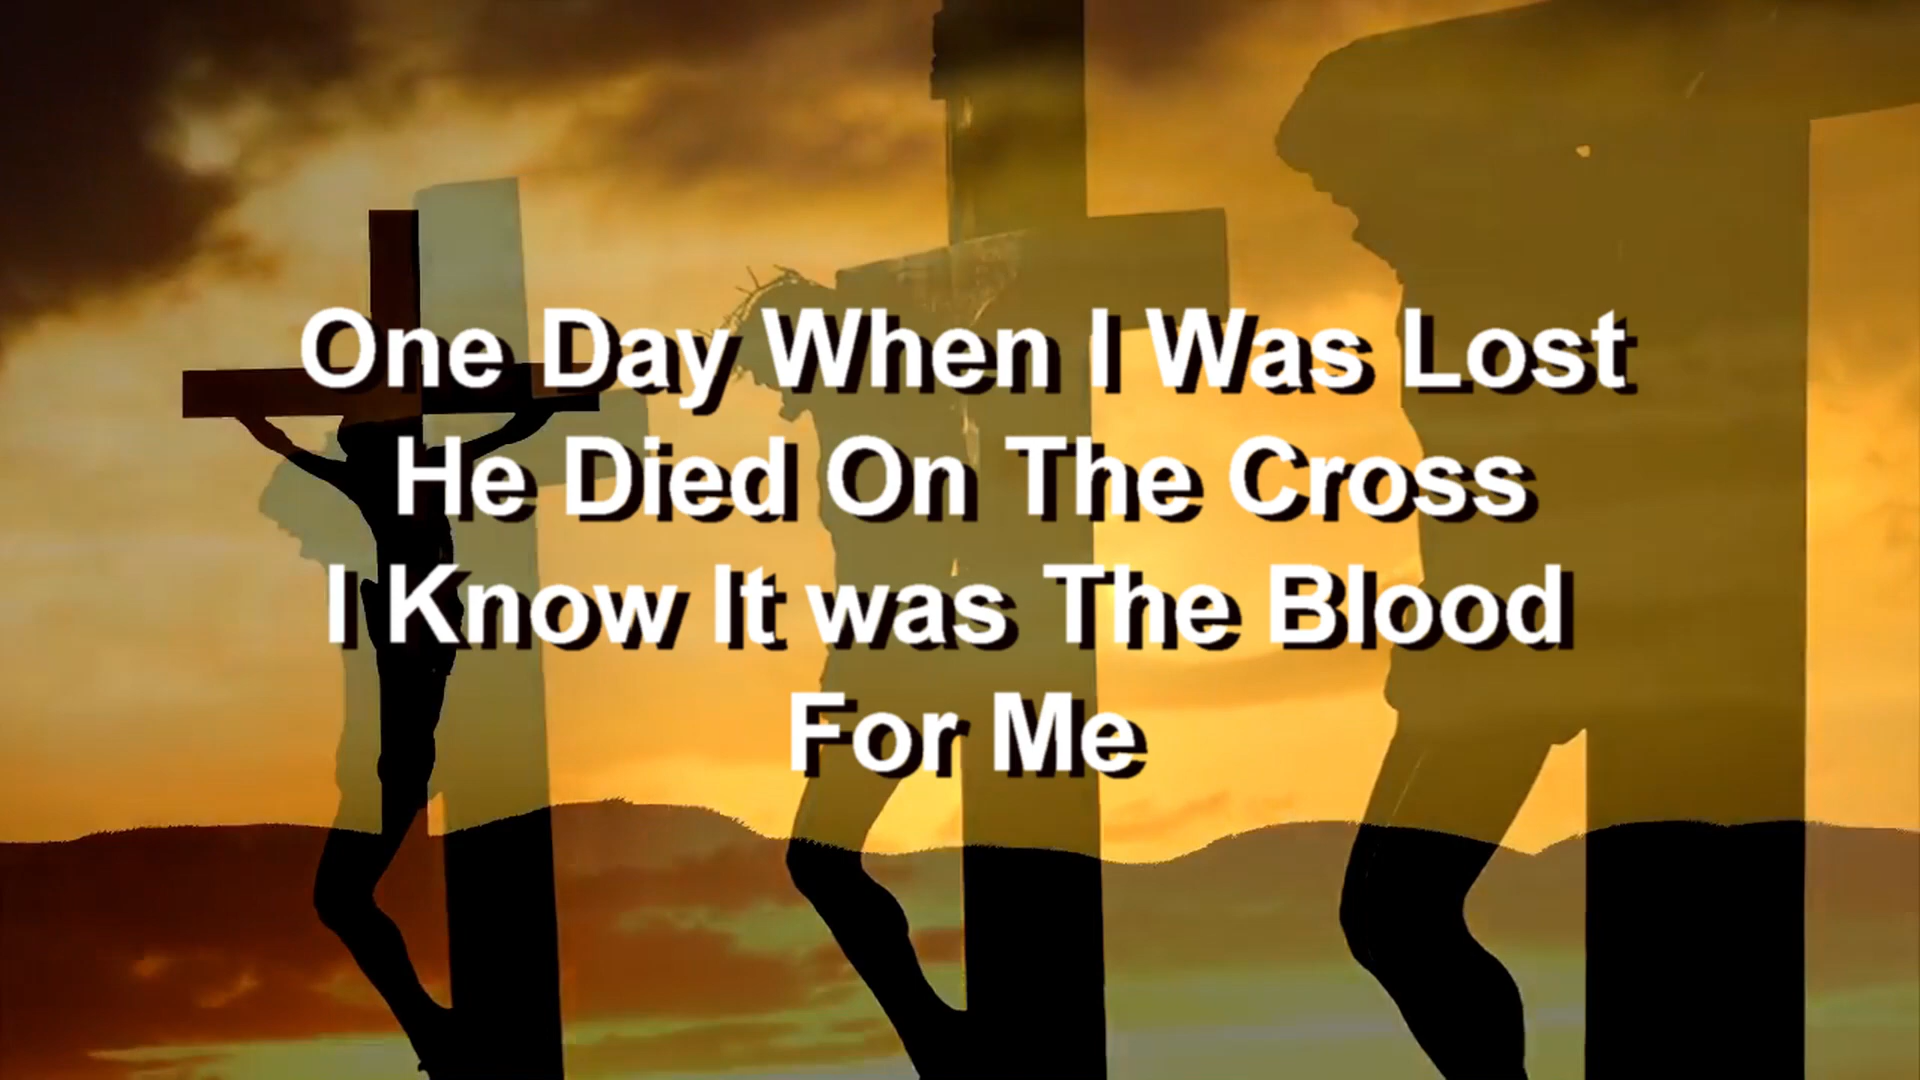 One Day When I Was Lost
He Died On The Cross
I Know It was The Blood
For Me